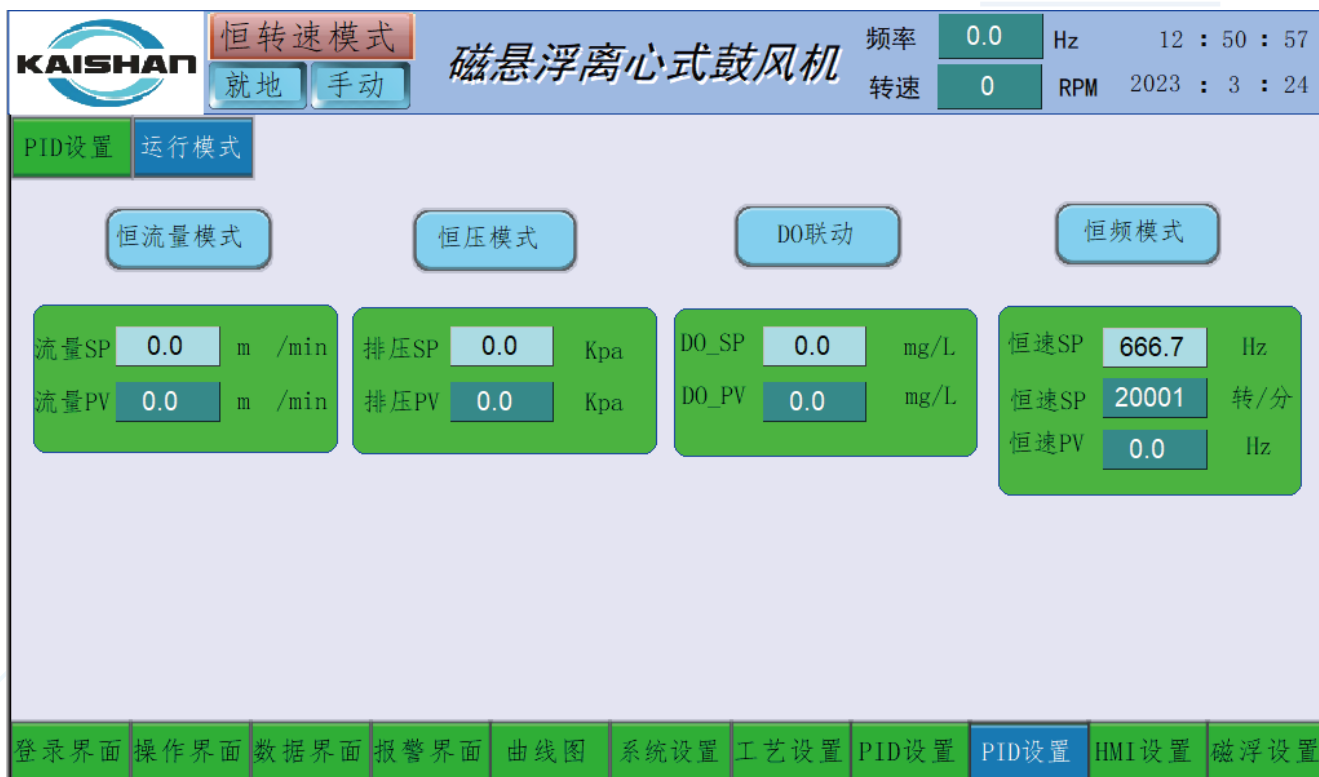 KAISHAN
恒转速模式
就地 手动
磁悬浮离心式鼓风机
频率 0.0 Hz 12 : 50 : 57
转速 0 RPM 2023 : 3 : 24
PID设置 运行模式
恒流量模式 恒压模式 DO联动 恒频模式
流量SP 0.0 m /min 排压SP 0.0 Kpa DO_SP 0.0 mg/L 恒速SP 666.7 Hz
流量PV 0.0 m /min 排压PV 0.0 Kpa DO_PV 0.0 mg/L 恒速SP 20001 转/分
恒速PV 0.0 Hz
登录界面 操作界面 数据界面 报警界面 曲线图 系统设置 工艺设置 PID设置 PID设置 HMI设置 磁浮设置